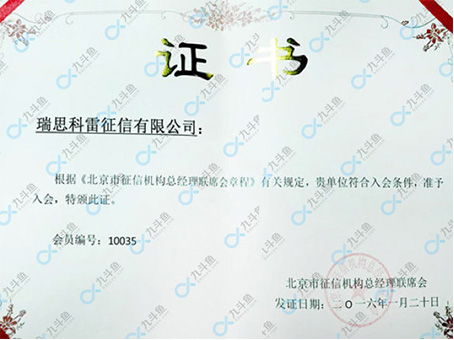 证书
瑞思科雷征信有限公司：
根据《北京市征信机构总经理联席会章程》有关规定，贵单位符合入会条件，准予
入会，特颁此证。
会员编号：10035
北京市征信机构总经理联席会
发证日期：二〇一六年一月二十日
九斗鱼